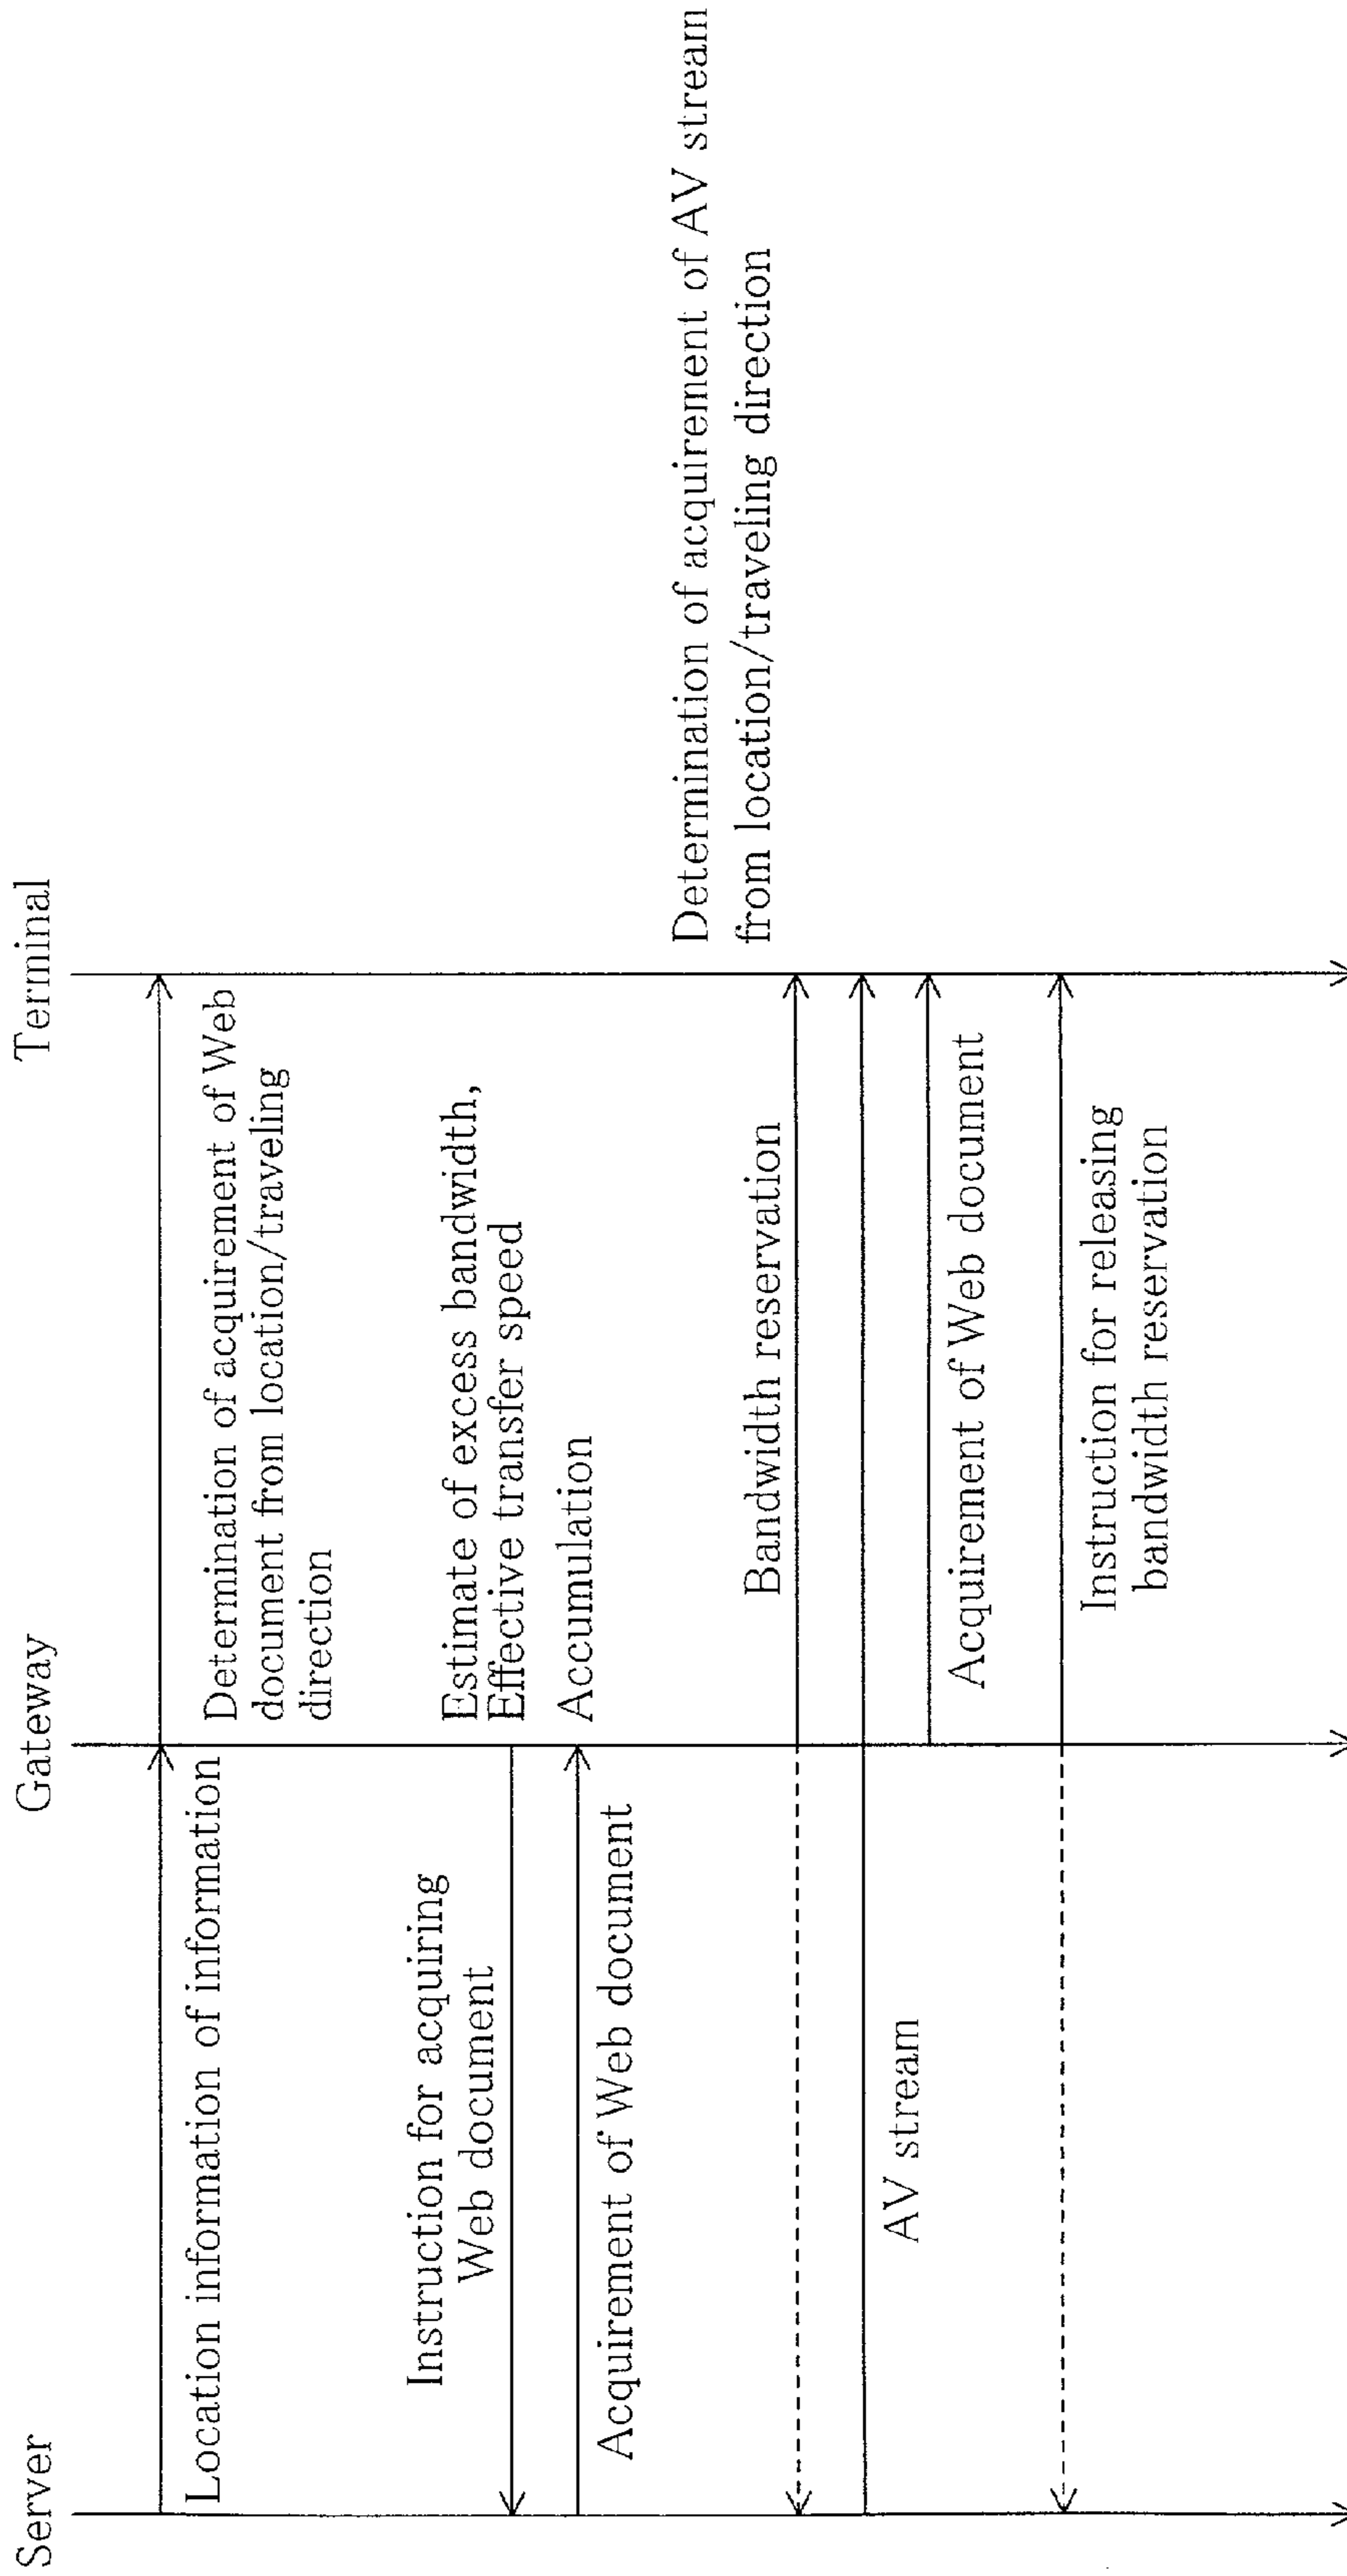 Server
Gateway
Terminal
Location information of information
Determination of acquirement of Web
document from location/traveling
direction
Instruction for acquiring
Web document
Estimate of excess bandwidth,
Effective transfer speed
Accumulation
Acquirement of Web document
Determination of acquirement of AV stream
from location/traveling direction
Bandwidth reservation
AV stream
Acquirement of Web document
Instruction for releasing
bandwidth reservation